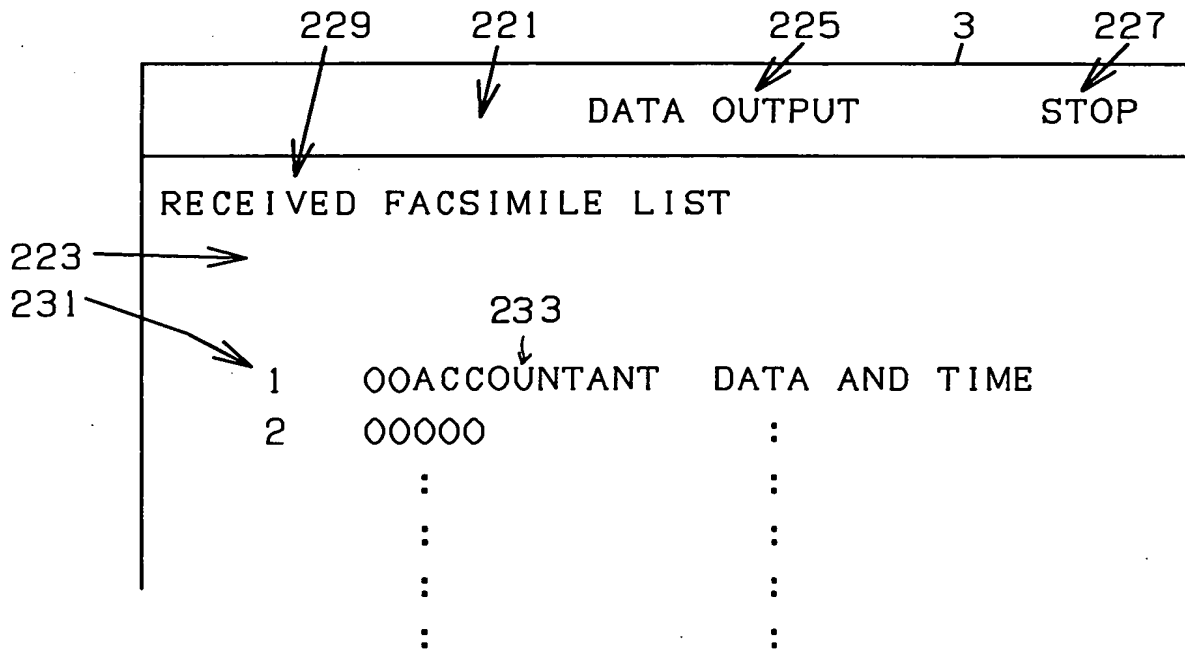 229 221 225 3 227
DATA OUTPUT STOP
RECEIVED FACSIMILE LIST
223
231
233
1 OOACCOUNTANT DATA AND TIME
2 OOOOO :
: :
: :
: :
: :